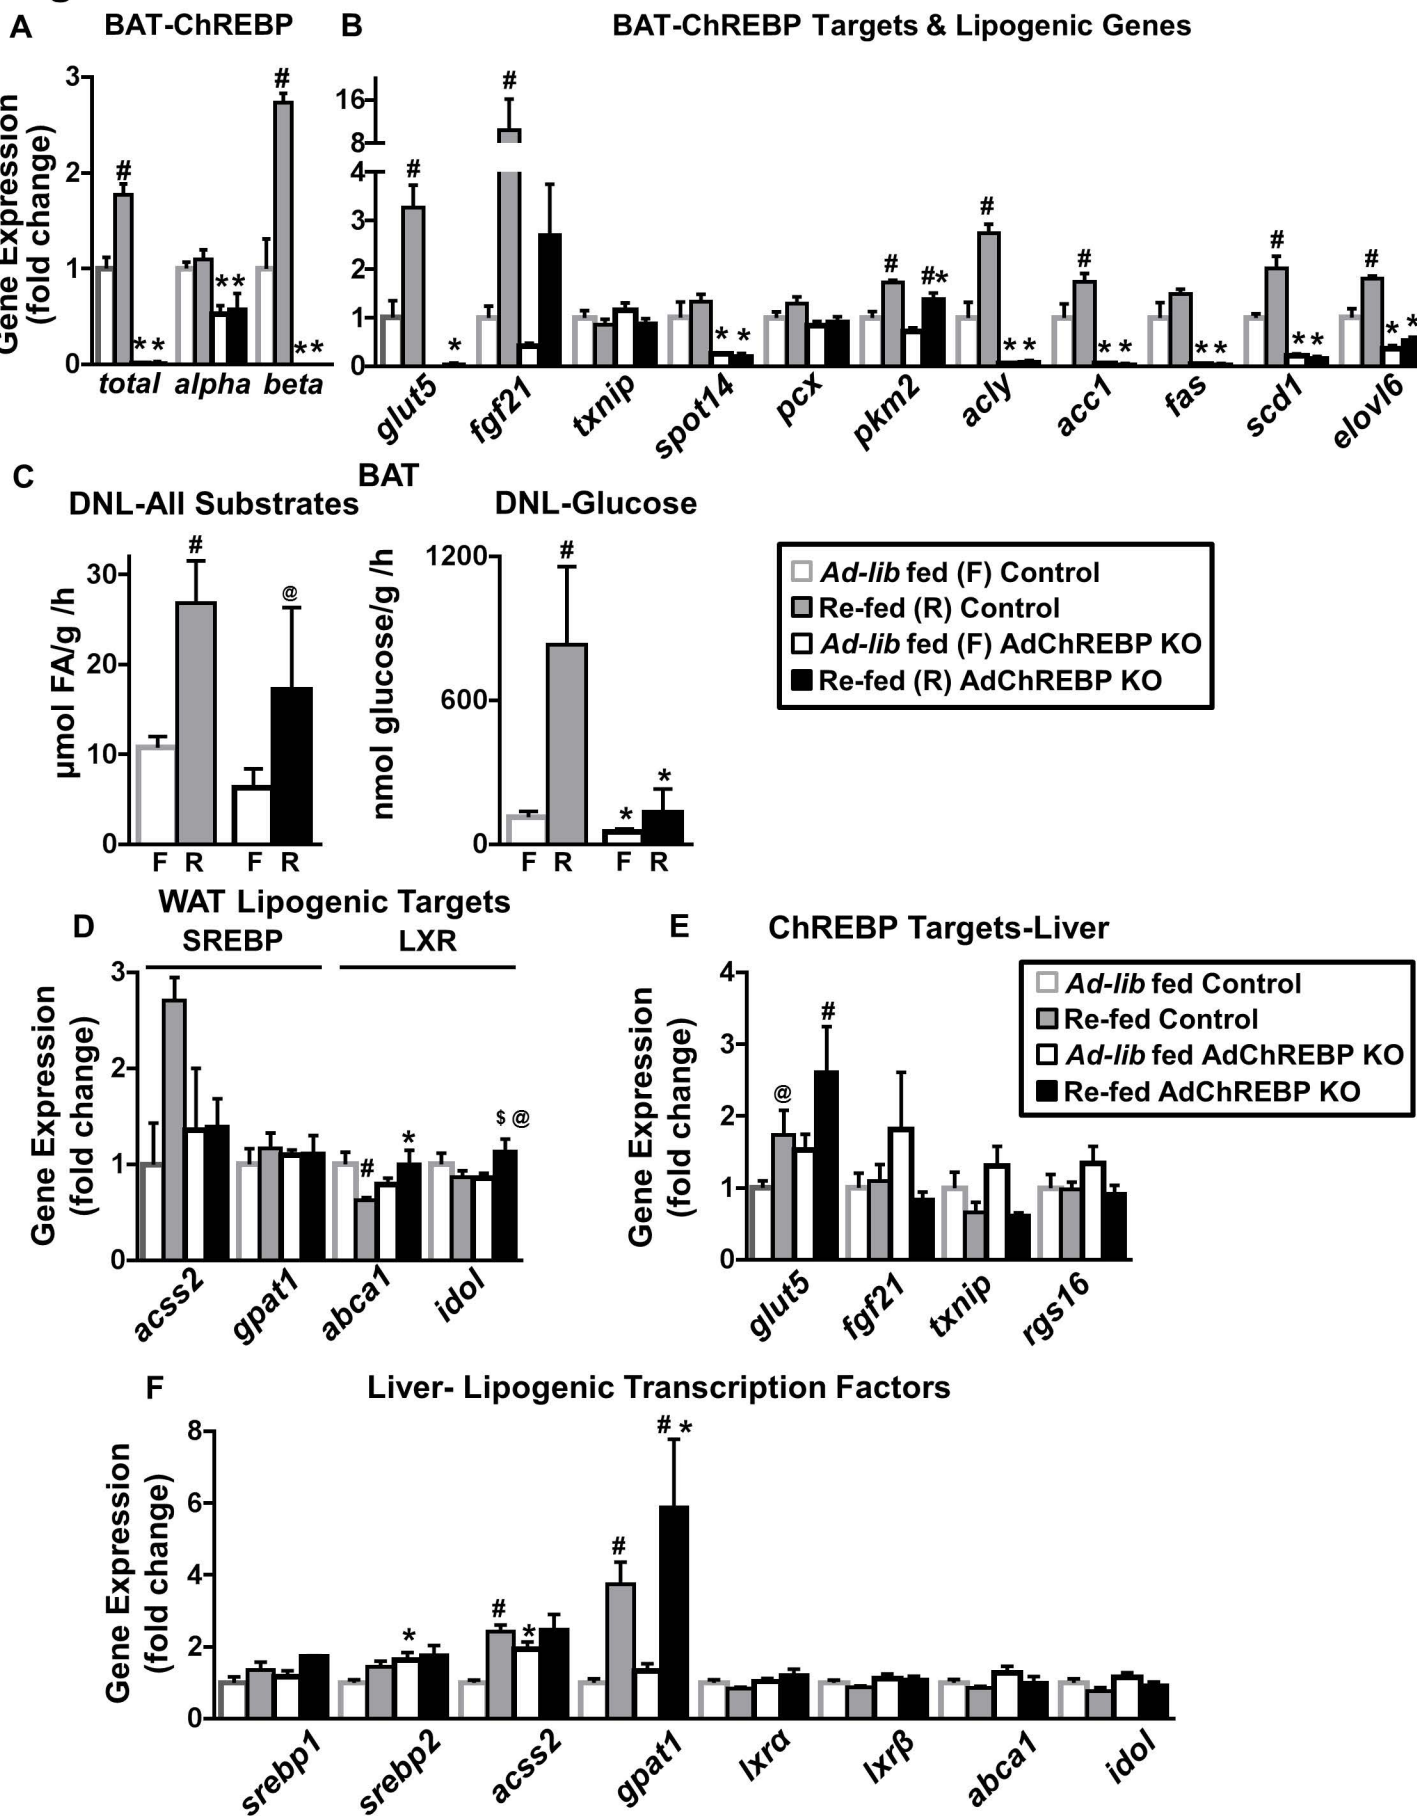 A BAT-ChREBP
Gene Expression
(fold change)
3
2
1
0
#
* *
* *
#
* *
total alpha beta
B BAT-ChREBP Targets & Lipogenic Genes
16
8
4
3
2
1
0
#
*
#
* *
#
#*
#
* *
#
* *
* *
#
* *
#
* *
glut5 fgf21 txnip spot14 pcx pkm2 acly acc1 fas scd1 elovl6
C BAT
DNL-All Substrates
µmol FA/g /h
30
20
10
0
#
@
F R F R
DNL-Glucose
nmol glucose/g /h
1200
600
0
#
*
*
F R F R
Ad-lib fed (F) Control
Re-fed (R) Control
Ad-lib fed (F) AdChREBP KO
Re-fed (R) AdChREBP KO
D WAT Lipogenic Targets
SREBP LXR
Gene Expression
(fold change)
3
2
1
0
#
*
$ @
acss2 gpat1 abca1 idol
E ChREBP Targets-Liver
Gene Expression
(fold change)
4
3
2
1
0
@
#
glut5 fgf21 txnip rgs16
Ad-lib fed Control
Re-fed Control
Ad-lib fed AdChREBP KO
Re-fed AdChREBP KO
F Liver- Lipogenic Transcription Factors
Gene Expression
(fold change)
8
6
4
2
0
*
#
*
#
# *
srebp1 srebp2 acss2 gpat1 lxrα lxrβ abca1 idol